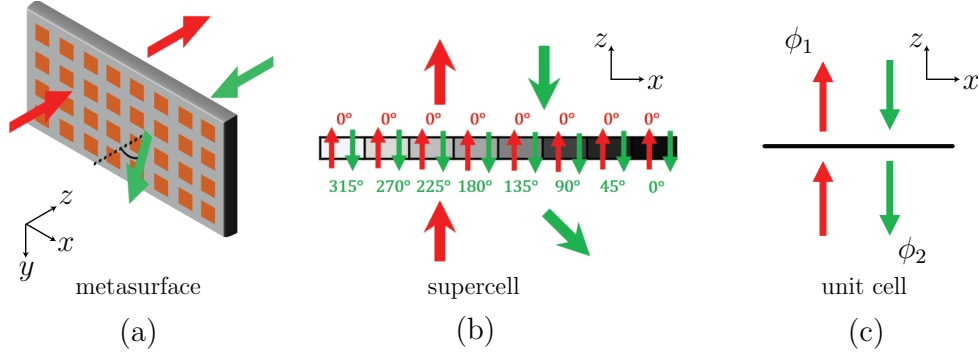 z
x
y
metasurface
(a)
z
x
0° 0° 0° 0° 0° 0° 0° 0°
315° 270° 225° 180° 135° 90° 45° 0°
supercell
(b)
ϕ1
z
x
ϕ2
unit cell
(c)